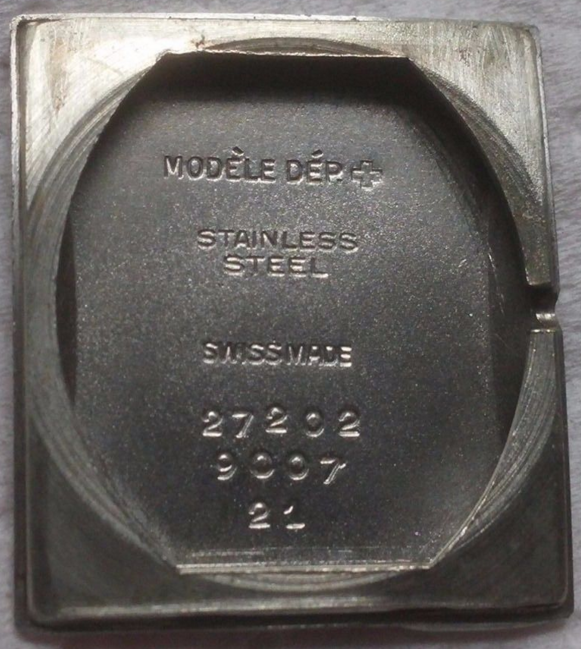 MODÈLE DÉP.✚
STAINLESS
STEEL
SWISS MADE
27202
9007
21